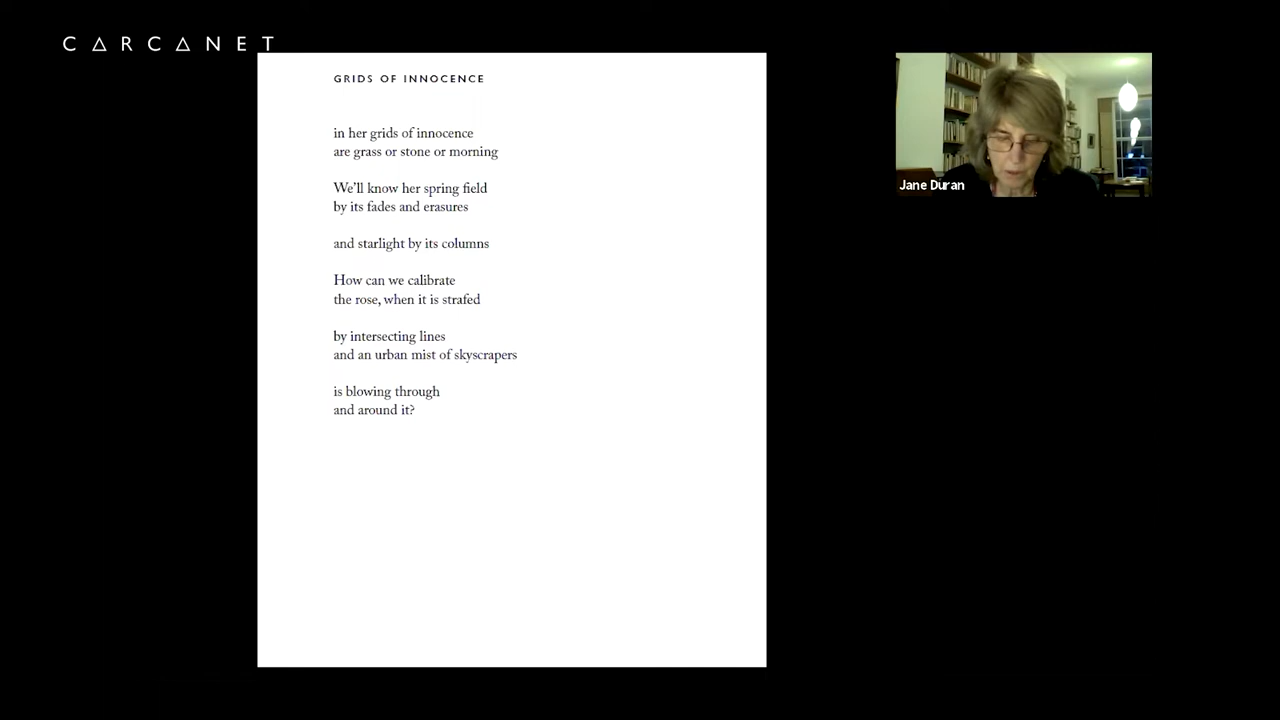 CARCANET
GRIDS OF INNOCENCE
in her grids of innocence
are grass or stone or morning
We'll know her spring field
by its fades and erasures
and starlight by its columns
How can we calibrate
the rose, when it is strafed
by intersecting lines
and an urban mist of skyscrapers
is blowing through
and around it?
Jane Duran